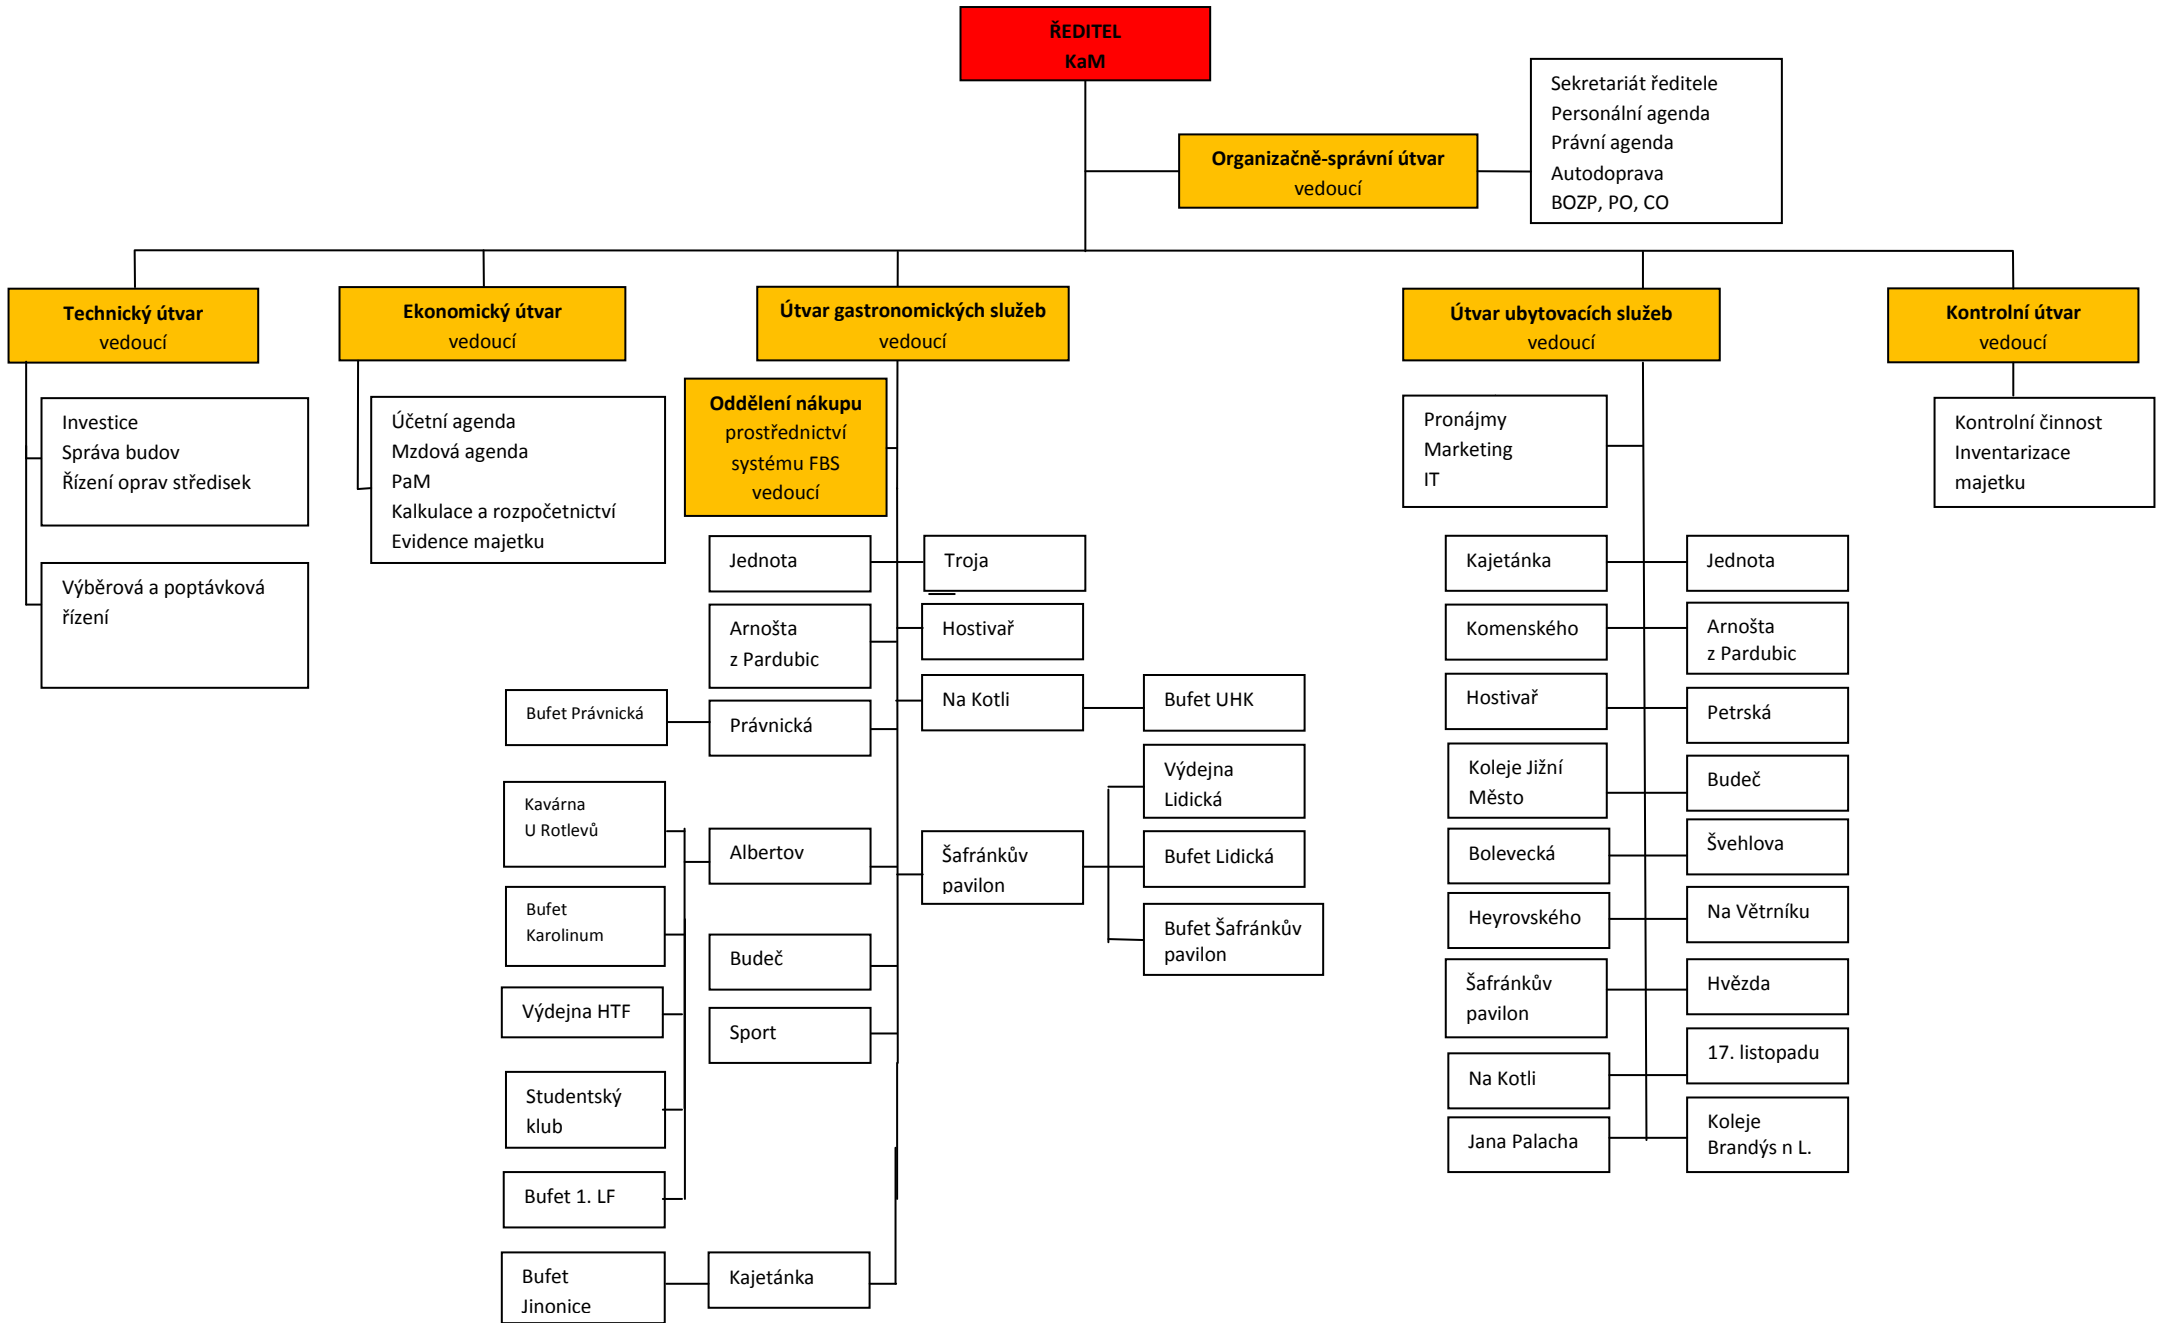 ŘEDITEL
KaM
Sekretariát ředitele
Personální agenda
Právní agenda
Autodoprava
BOZP, PO, CO
Organizačně-správní útvar
vedoucí
Technický útvar
vedoucí
Ekonomický útvar
vedoucí
Útvar gastronomických služeb
vedoucí
Útvar ubytovacích služeb
vedoucí
Kontrolní útvar
vedoucí
Investice
Správa budov
Řízení oprav středisek
Výběrová a poptávková
řízení
Účetní agenda
Mzdová agenda
PaM
Kalkulace a rozpočetnictví
Evidence majetku
Oddělení nákupu
prostřednictví
systému FBS
vedoucí
Jednota
Troja
Arnošta
z Pardubic
Hostivař
Bufet Právnická
Právnická
Na Kotli
Bufet UHK
Kavárna
U Rotlevů
Albertov
Bufet
Karolinum
Výdejna HTF
Studentský
klub
Bufet 1. LF
Šafránkův
pavilon
Výdejna
Lidická
Bufet Lidická
Bufet Šafránkův
pavilon
Budeč
Sport
Bufet
Jinonice
Kajetánka
Pronájmy
Marketing
IT
Kajetánka
Jednota
Komenského
Arnošta
z Pardubic
Hostivař
Petrská
Koleje Jižní
Město
Budeč
Bolevecká
Švehlova
Heyrovského
Na Větrníku
Šafránkův
pavilon
Hvězda
Na Kotli
17. listopadu
Jana Palacha
Koleje
Brandýs n L.
Kontrolní činnost
Inventarizace
majetku